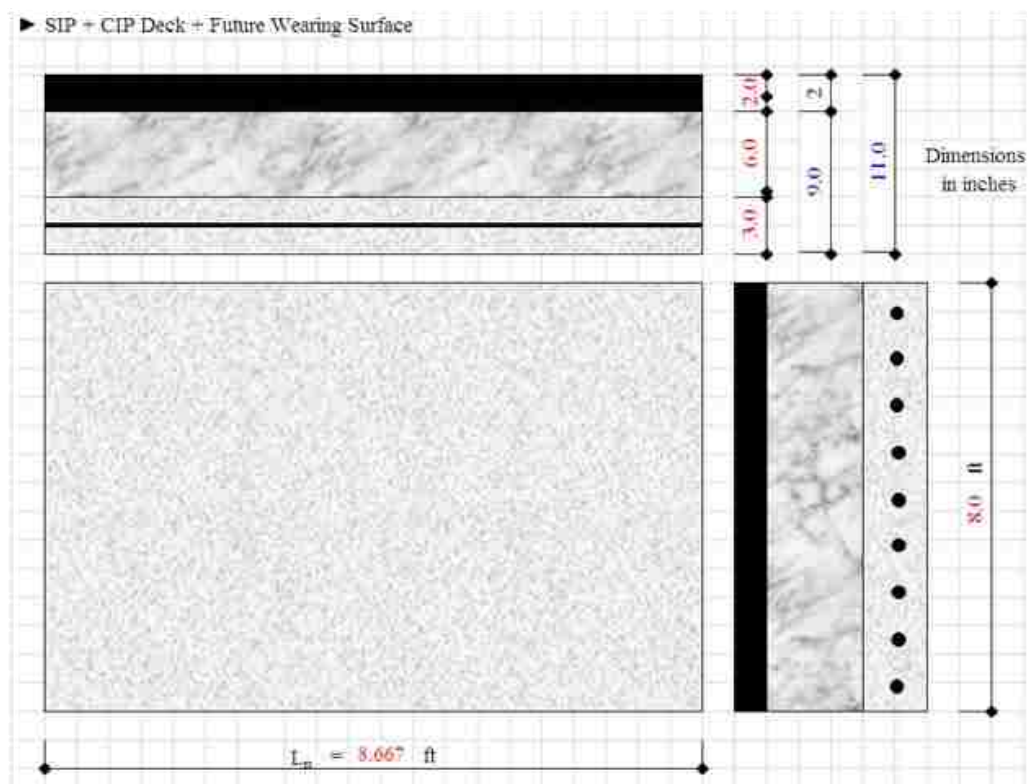 ► SIP + CIP Deck + Future Wearing Surface
2.0
2
6.0
9.0
11.0
3.0
Dimensions
in inches
8.0 ft
Ln = 8.667 ft